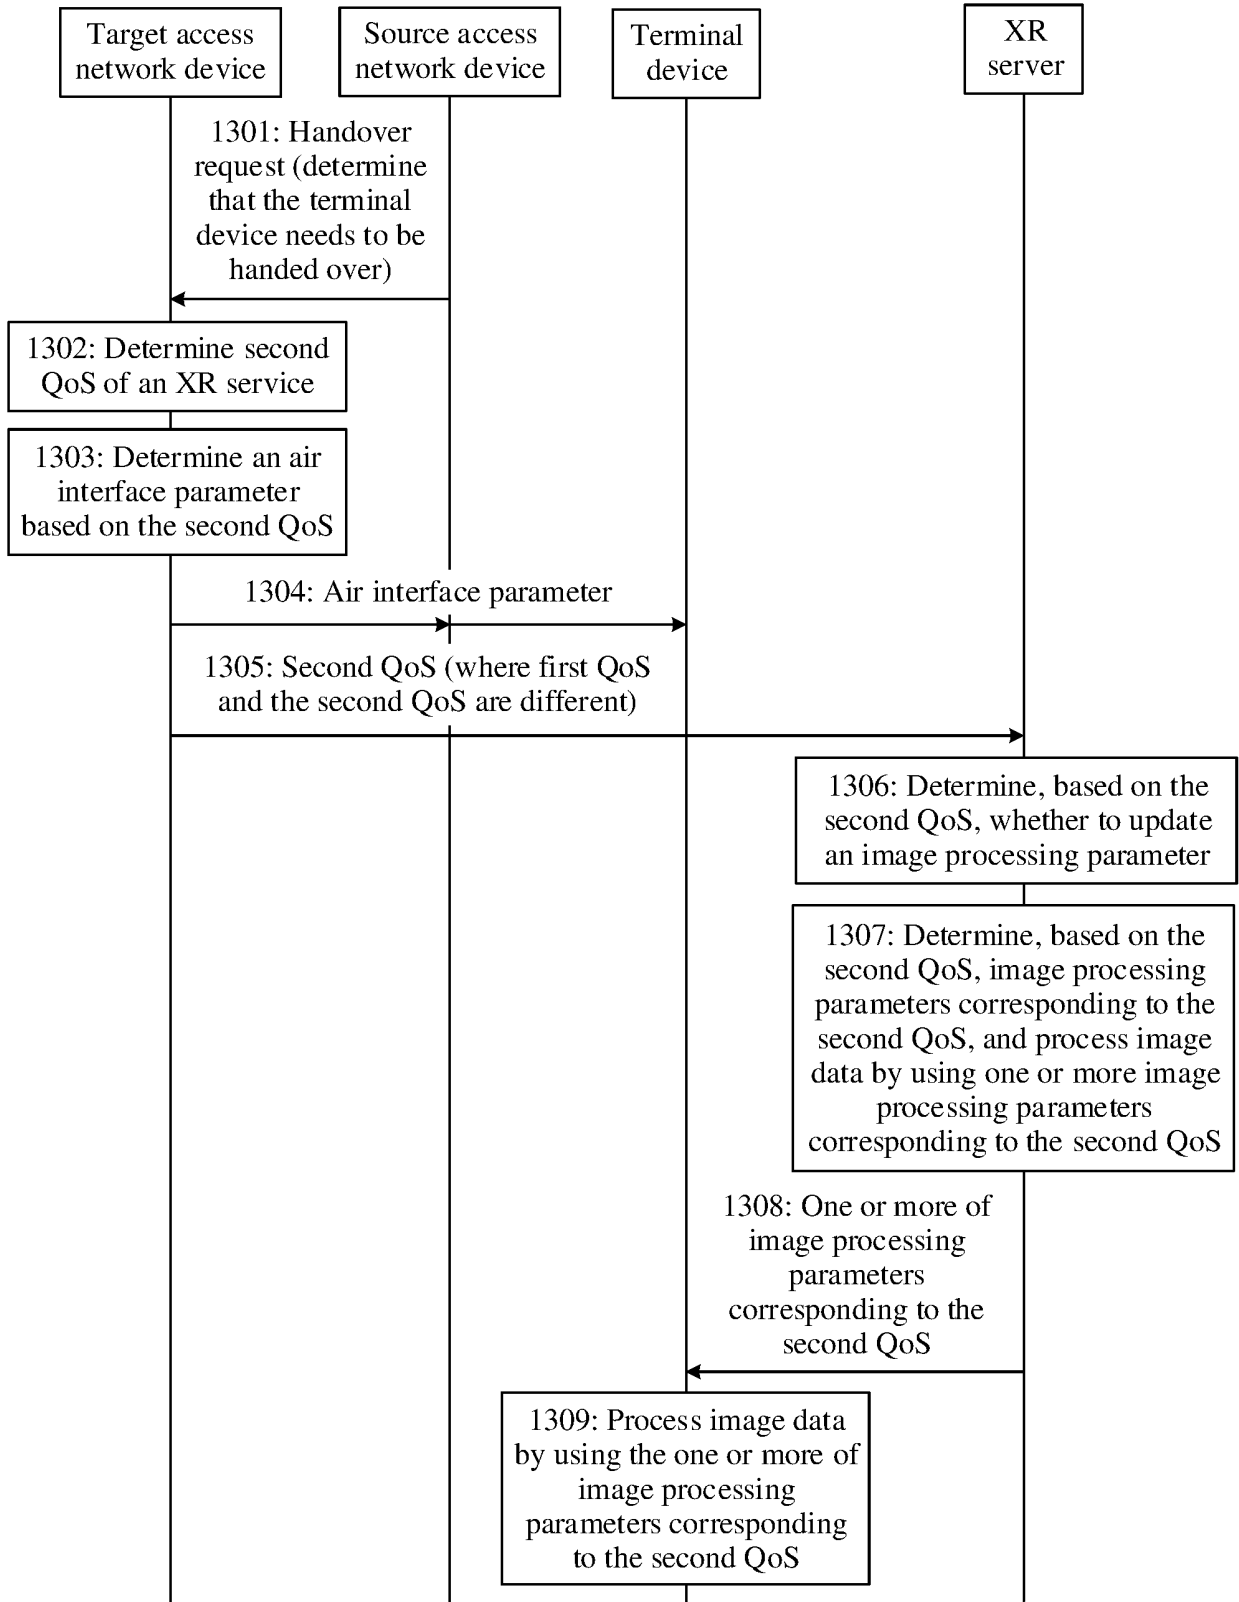 Target access
network device
Source access
network device
Terminal
device
XR
server
1301: Handover
request (determine
that the terminal
device needs to be
handed over)
1302: Determine second
QoS of an XR service
1303: Determine an air
interface parameter
based on the second QoS
1304: Air interface parameter
1305: Second QoS (where first QoS
and the second QoS are different)
1306: Determine, based on the
second QoS, whether to update
an image processing parameter
1307: Determine, based on the
second QoS, image processing
parameters corresponding to the
second QoS, and process image
data by using one or more image
processing parameters
corresponding to the second QoS
1308: One or more of
image processing
parameters
corresponding to the
second QoS
1309: Process image data
by using the one or more of
image processing
parameters corresponding
to the second QoS